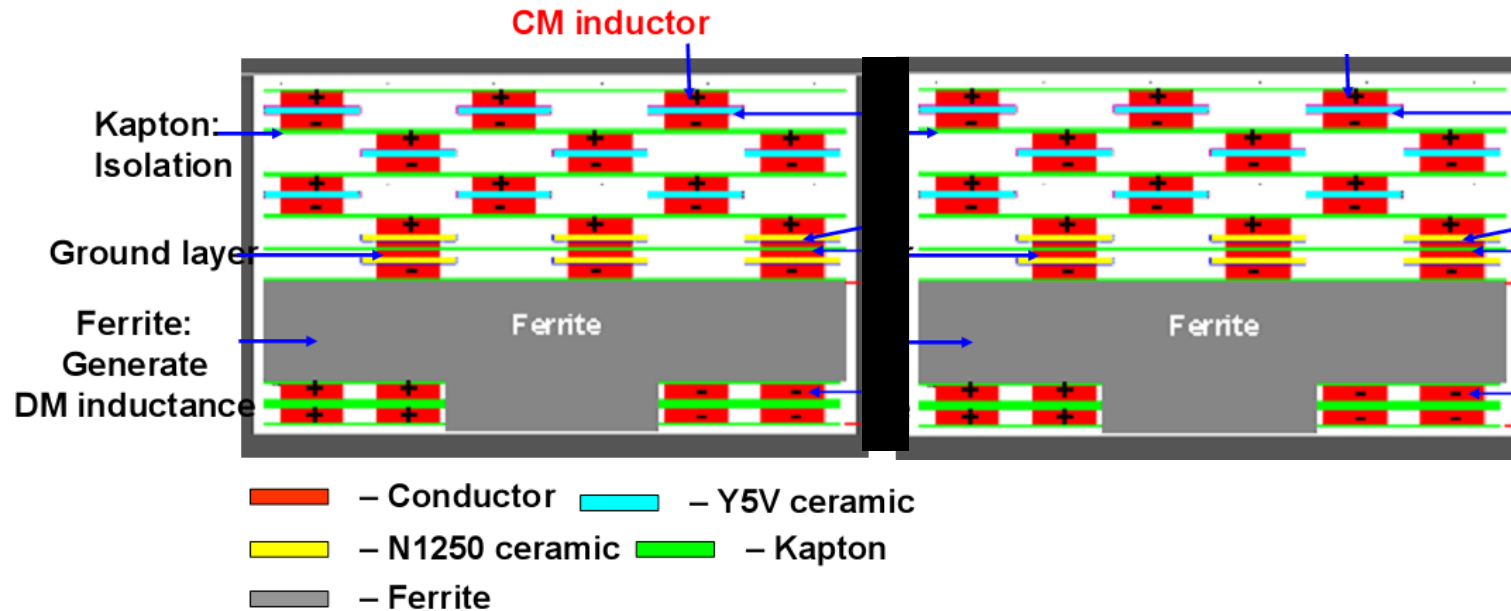 CM inductor
Kapton:
Isolation
Ground layer
Ferrite:
Generate
DM inductance
+ + +
- - -
+ + +
- - -
+ + +
- - -
+ + +
- - -
Ferrite
+ + - -
+ + - -
+ + +
- - -
+ + +
- - -
+ + +
- - -
+ + +
- - -
Ferrite
+ + - -
+ + - -
– Conductor
– Y5V ceramic
– N1250 ceramic
– Kapton
– Ferrite